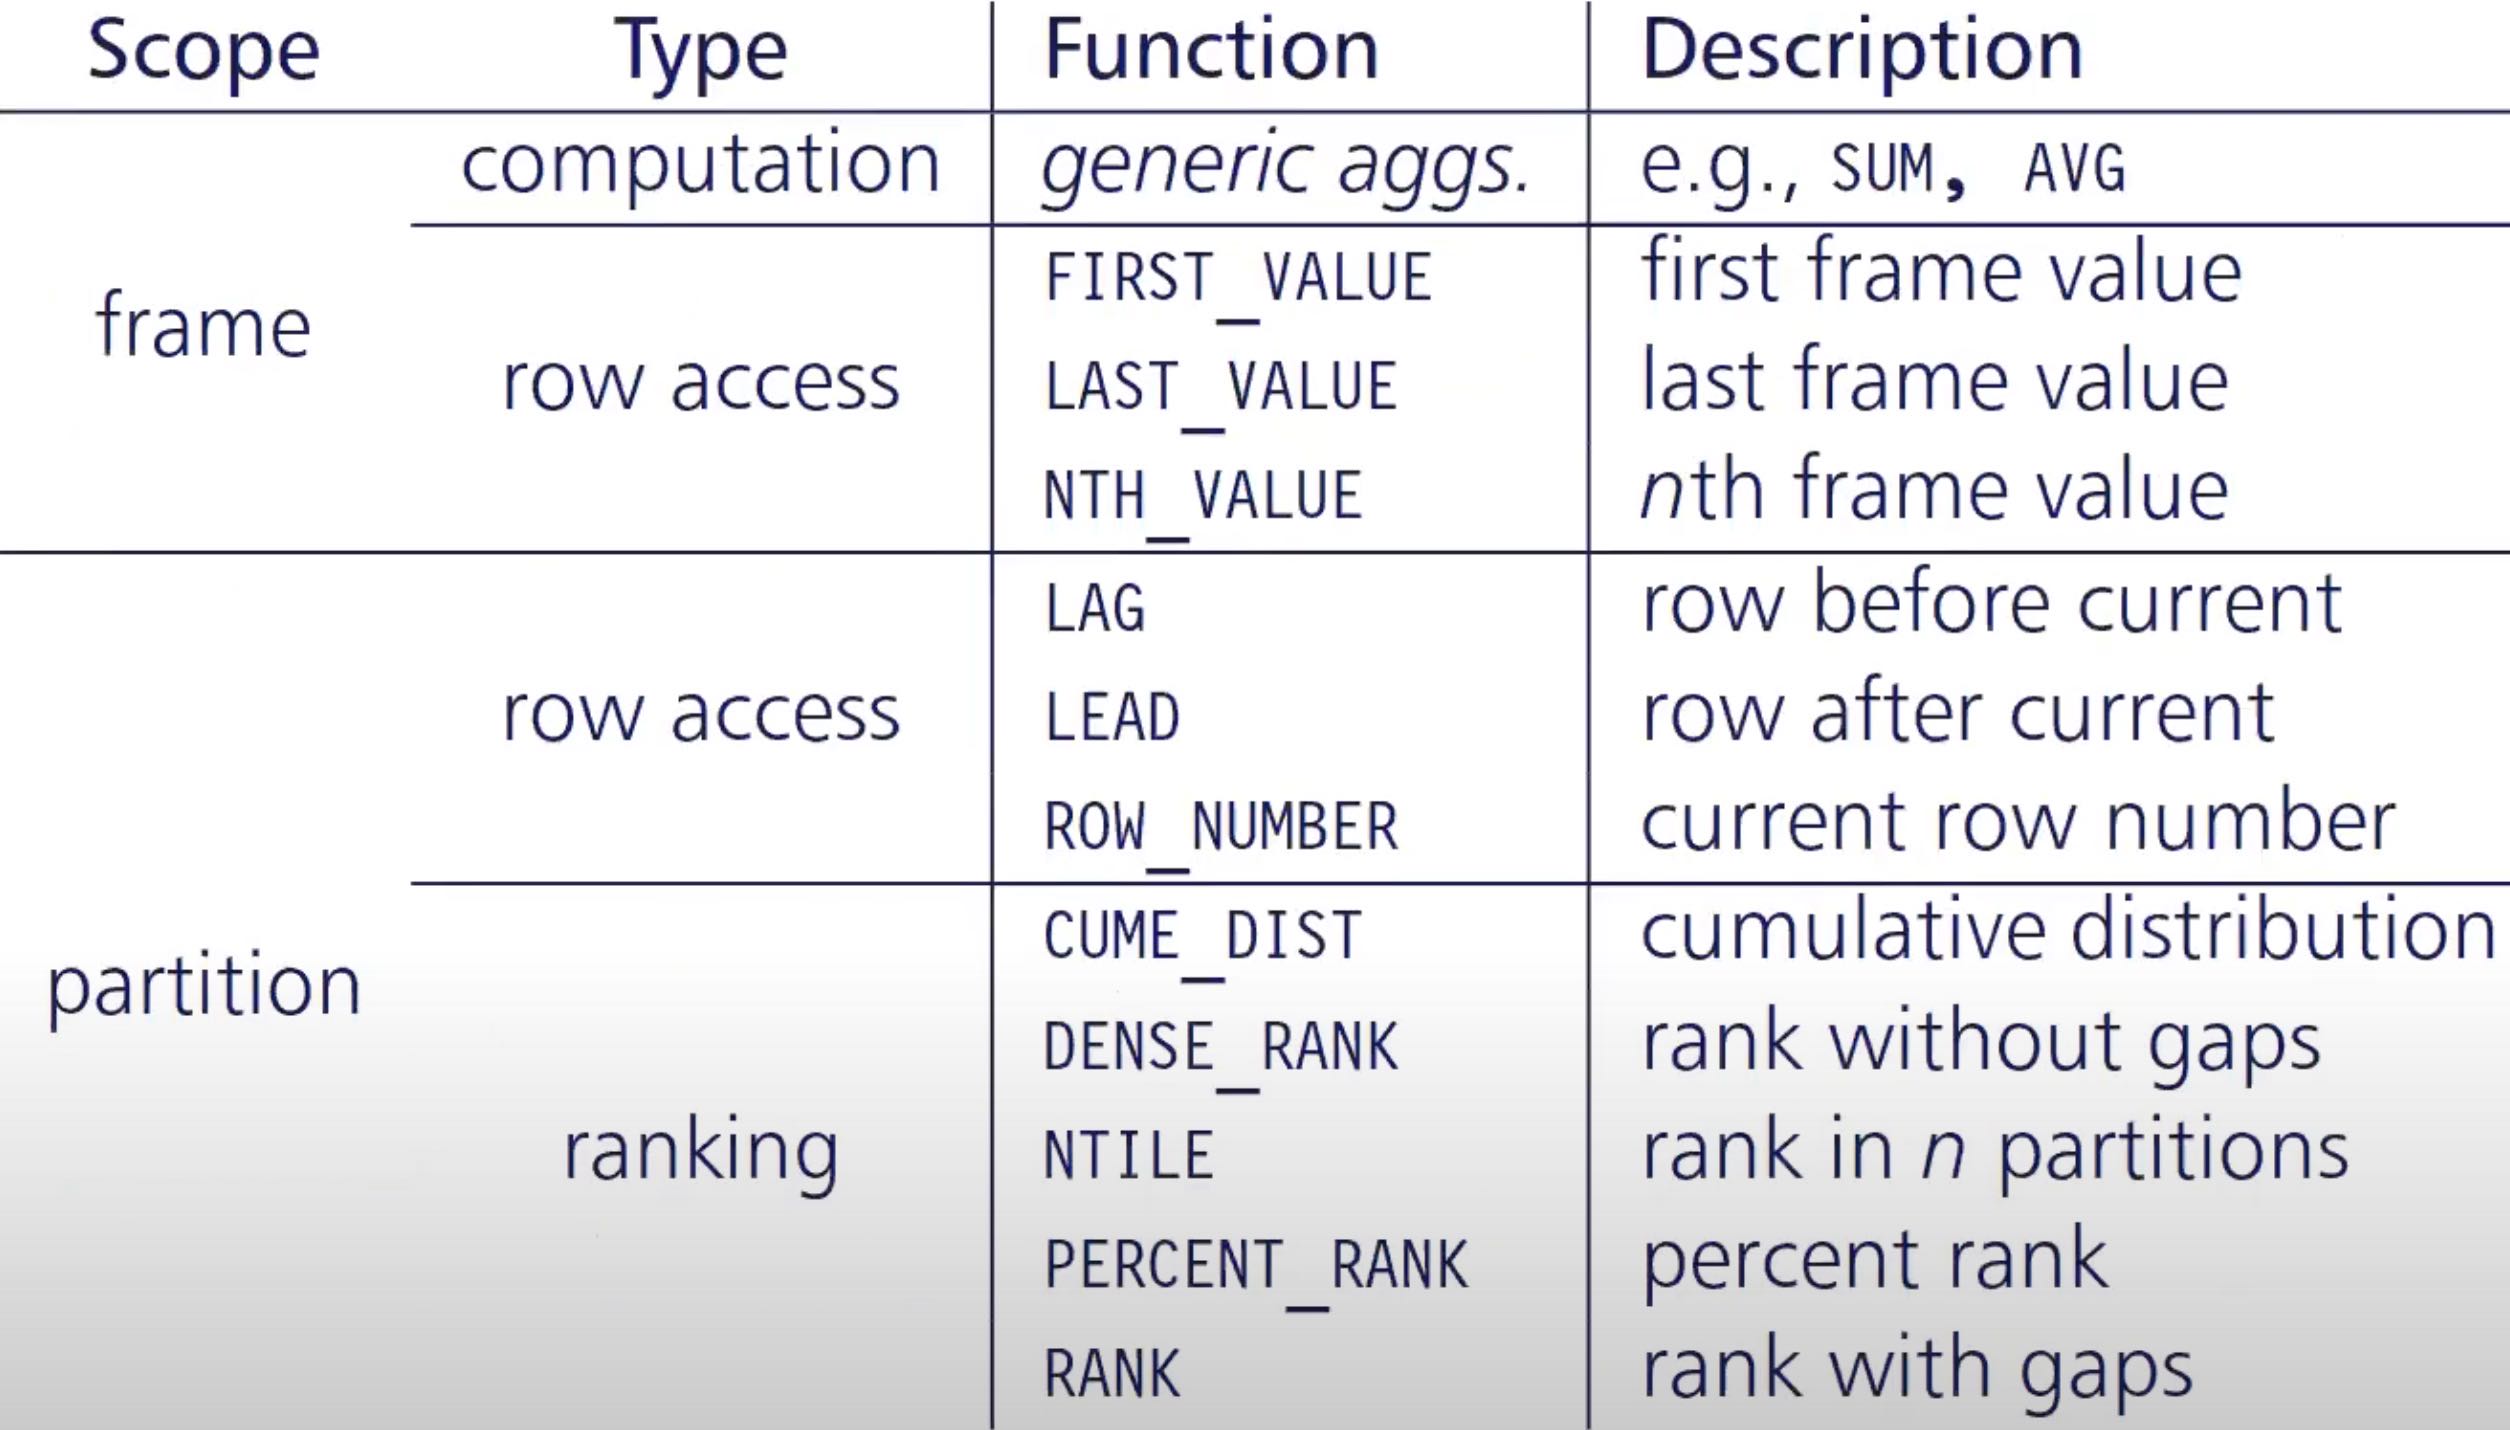 Scope Type Function Description
computation generic aggs. e.g., SUM, AVG
FIRST_VALUE first frame value
frame
row access LAST_VALUE last frame value
NTH_VALUE nth frame value
LAG row before current
row access LEAD row after current
ROW_NUMBER current row number
CUME_DIST cumulative distribution
partition
DENSE_RANK rank without gaps
ranking NTILE rank in n partitions
PERCENT_RANK percent rank
RANK rank with gaps